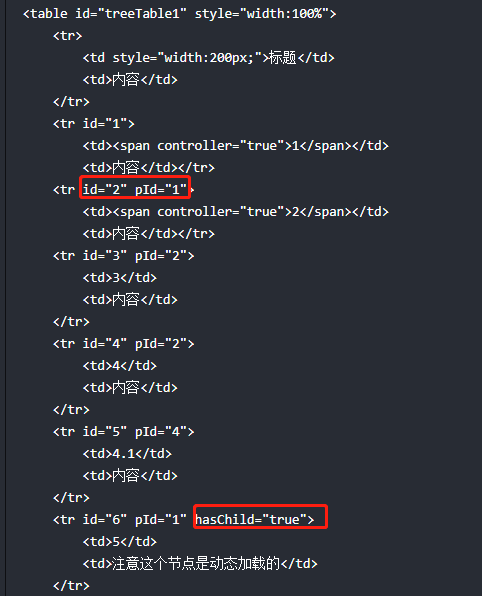 <table id="treeTable1" style="width:100%">
<tr>
<td style="width:200px;">标题</td>
<td>内容</td>
</tr>
<tr id="1">
<td><span controller="true">1</span></td>
<td>内容</td></tr>
<tr id="2" pId="1">
<td><span controller="true">2</span></td>
<td>内容</td></tr>
<tr id="3" pId="2">
<td>3</td>
<td>内容</td>
</tr>
<tr id="4" pId="2">
<td>4</td>
<td>内容</td>
</tr>
<tr id="5" pId="4">
<td>4.1</td>
<td>内容</td>
</tr>
<tr id="6" pId="1" hasChild="true">
<td>5</td>
<td>注意这个节点是动态加载的</td>
</tr>